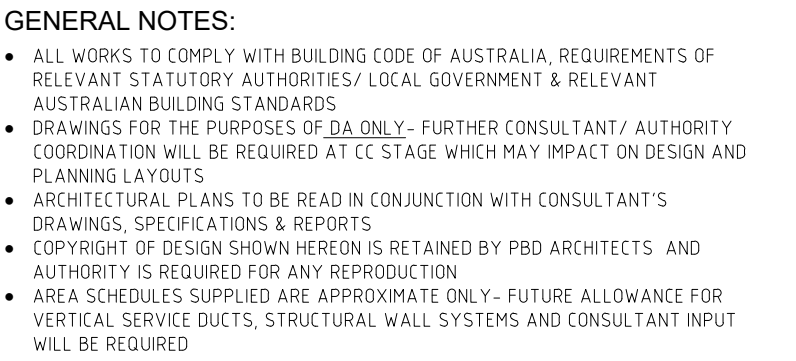 GENERAL NOTES:
• ALL WORKS TO COMPLY WITH BUILDING CODE OF AUSTRALIA, REQUIREMENTS OF
RELEVANT STATUTORY AUTHORITIES/ LOCAL GOVERNMENT & RELEVANT
AUSTRALIAN BUILDING STANDARDS
• DRAWINGS FOR THE PURPOSES OF DA ONLY- FURTHER CONSULTANT/ AUTHORITY
COORDINATION WILL BE REQUIRED AT CC STAGE WHICH MAY IMPACT ON DESIGN AND
PLANNING LAYOUTS
• ARCHITECTURAL PLANS TO BE READ IN CONJUNCTION WITH CONSULTANT'S
DRAWINGS, SPECIFICATIONS & REPORTS
• COPYRIGHT OF DESIGN SHOWN HEREON IS RETAINED BY PBD ARCHITECTS AND
AUTHORITY IS REQUIRED FOR ANY REPRODUCTION
• AREA SCHEDULES SUPPLIED ARE APPROXIMATE ONLY- FUTURE ALLOWANCE FOR
VERTICAL SERVICE DUCTS, STRUCTURAL WALL SYSTEMS AND CONSULTANT INPUT
WILL BE REQUIRED